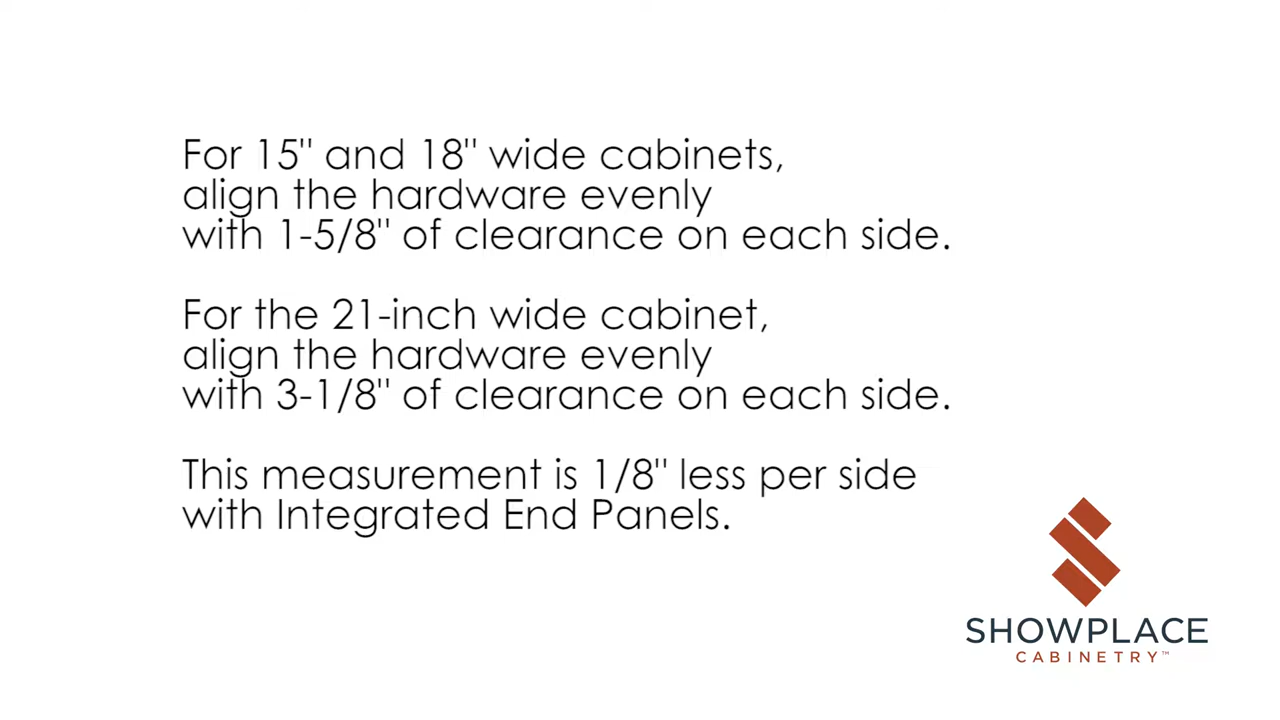 For 15" and 18" wide cabinets,
align the hardware evenly
with 1-5/8" of clearance on each side.
For the 21-inch wide cabinet,
align the hardware evenly
with 3-1/8" of clearance on each side.
This measurement is 1/8" less per side
with Integrated End Panels.
SHOWPLACE
CABINETRY™